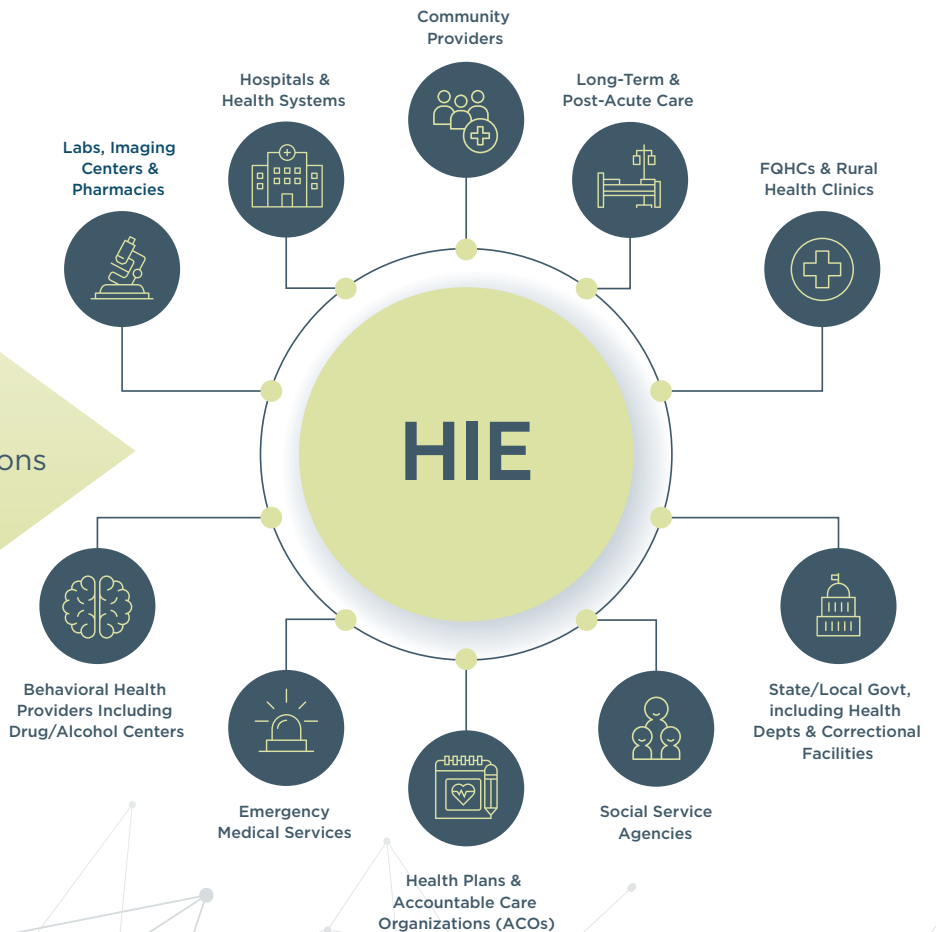 Community
Providers
Hospitals &
Health Systems
Long-Term &
Post-Acute Care
Labs, Imaging
Centers &
Pharmacies
FQHCs & Rural
Health Clinics
HIE
ons
Behavioral Health
Providers Including
Drug/Alcohol Centers
State/Local Govt,
including Health
Depts & Correctional
Facilities
Emergency
Medical Services
Social Service
Agencies
Health Plans &
Accountable Care
Organizations (ACOs)